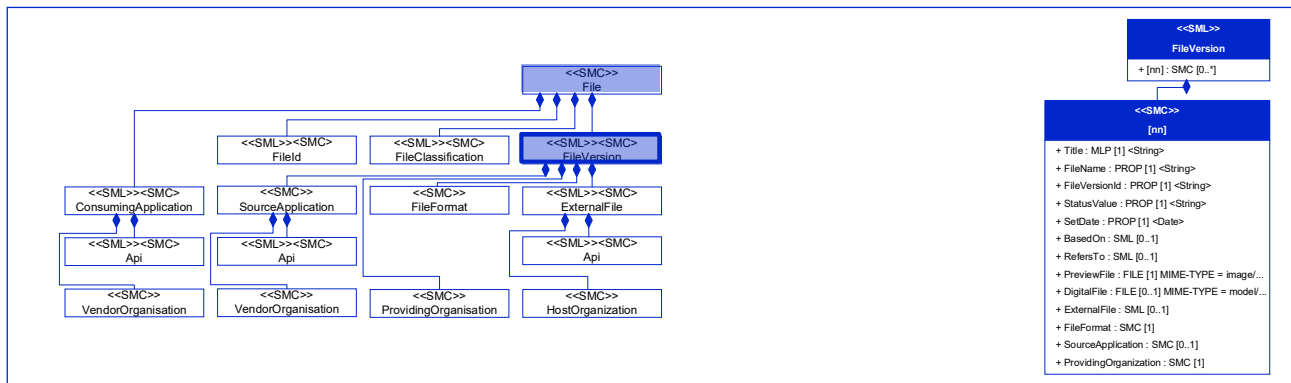 <<SMC>>
File
<<SML>><SMC>
FileId
<<SML>><SMC>
FileClassification
<<SML>><SMC>
FileVersion
<<SML>><SMC>
ConsumingApplication
<<SML>><SMC>
SourceApplication
<<SMC>>
FileFormat
<<SML>><SMC>
ExternalFile
<<SML>><SMC>
Api
<<SML>><SMC>
Api
<<SML>><SMC>
Api
<<SMC>>
VendorOrganisation
<<SMC>>
VendorOrganisation
<<SMC>>
ProvidingOrganisation
<<SMC>>
HostOrganization
<<SML>>
FileVersion
+ [nn] : SMC [0..*]
<<SMC>>
[nn]
+ Title : MLP [1] <String>
+ FileName : PROP [1] <String>
+ FileVersionId : PROP [1] <String>
+ StatusValue : PROP [1] <String>
+ SetDate : PROP [1] <Date>
+ BasedOn : SML [0..1]
+ RefersTo : SML [0..1]
+ PreviewFile : FILE [1] MIME-TYPE = image/...
+ DigitalFile : FILE [0..1] MIME-TYPE = model/...
+ ExternalFile : SML [0..1]
+ FileFormat : SMC [1]
+ SourceApplication : SMC [0..1]
+ ProvidingOrganization : SMC [1]